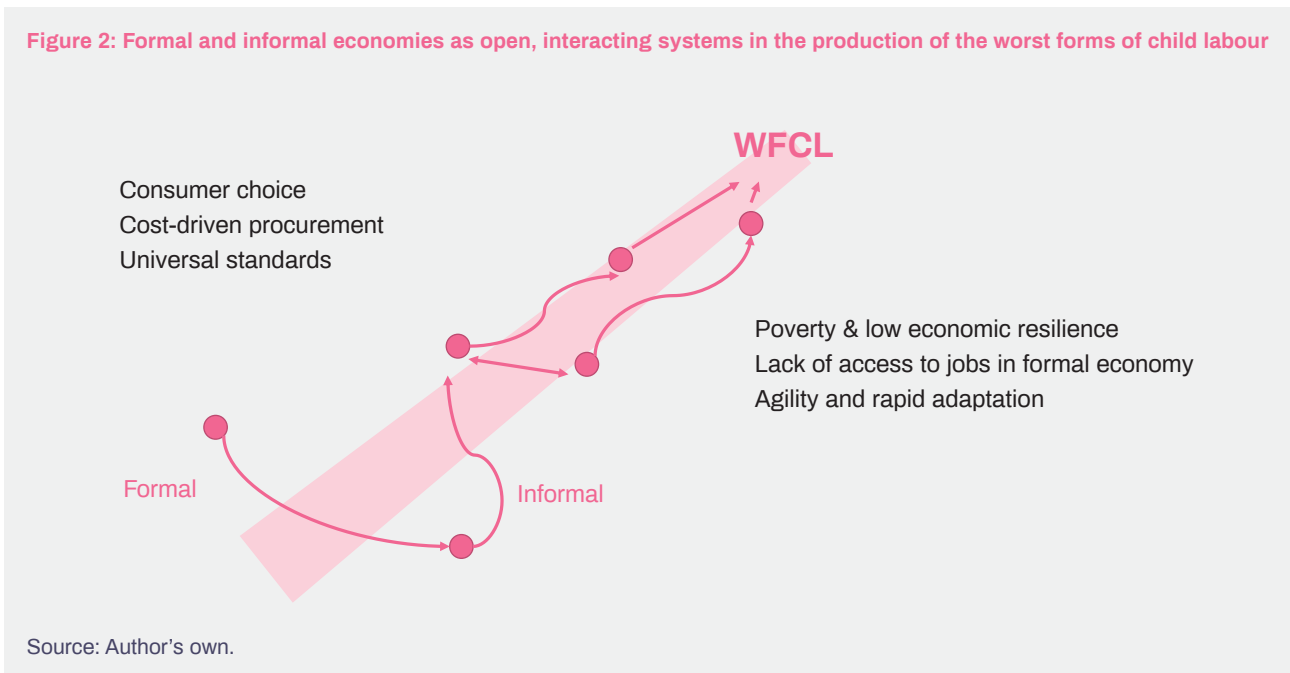 Figure 2: Formal and informal economies as open, interacting systems in the production of the worst forms of child labour
WFCL
Consumer choice
Cost-driven procurement
Universal standards
Poverty & low economic resilience
Lack of access to jobs in formal economy
Agility and rapid adaptation
Formal
Informal
Source: Author’s own.